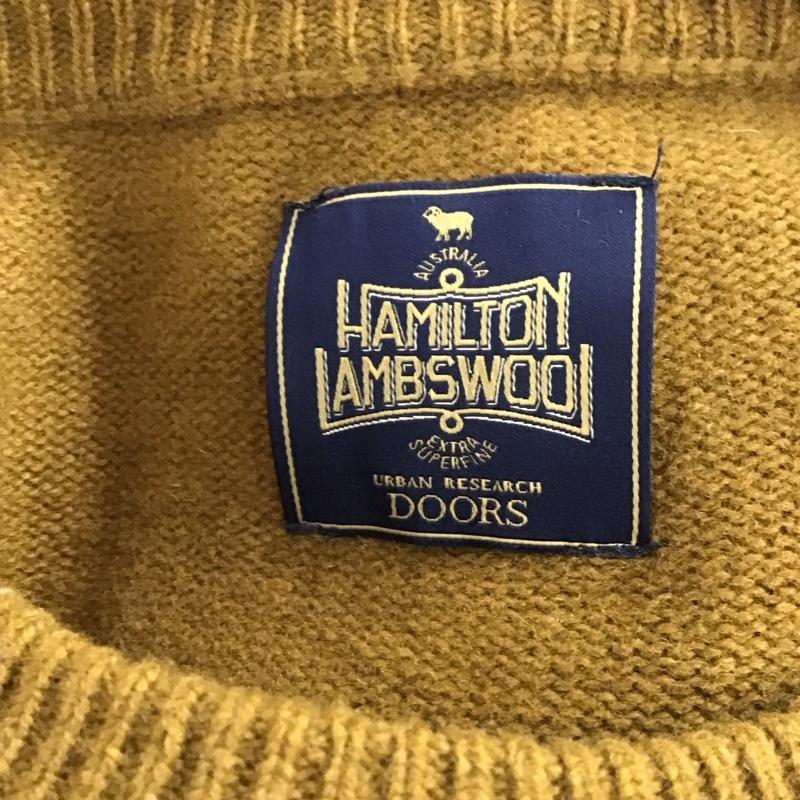 AUSTRALIA
HAMILTON
LAMBSWOOL
EXTRA
SUPERFINE
URBAN RESEARCH
DOORS